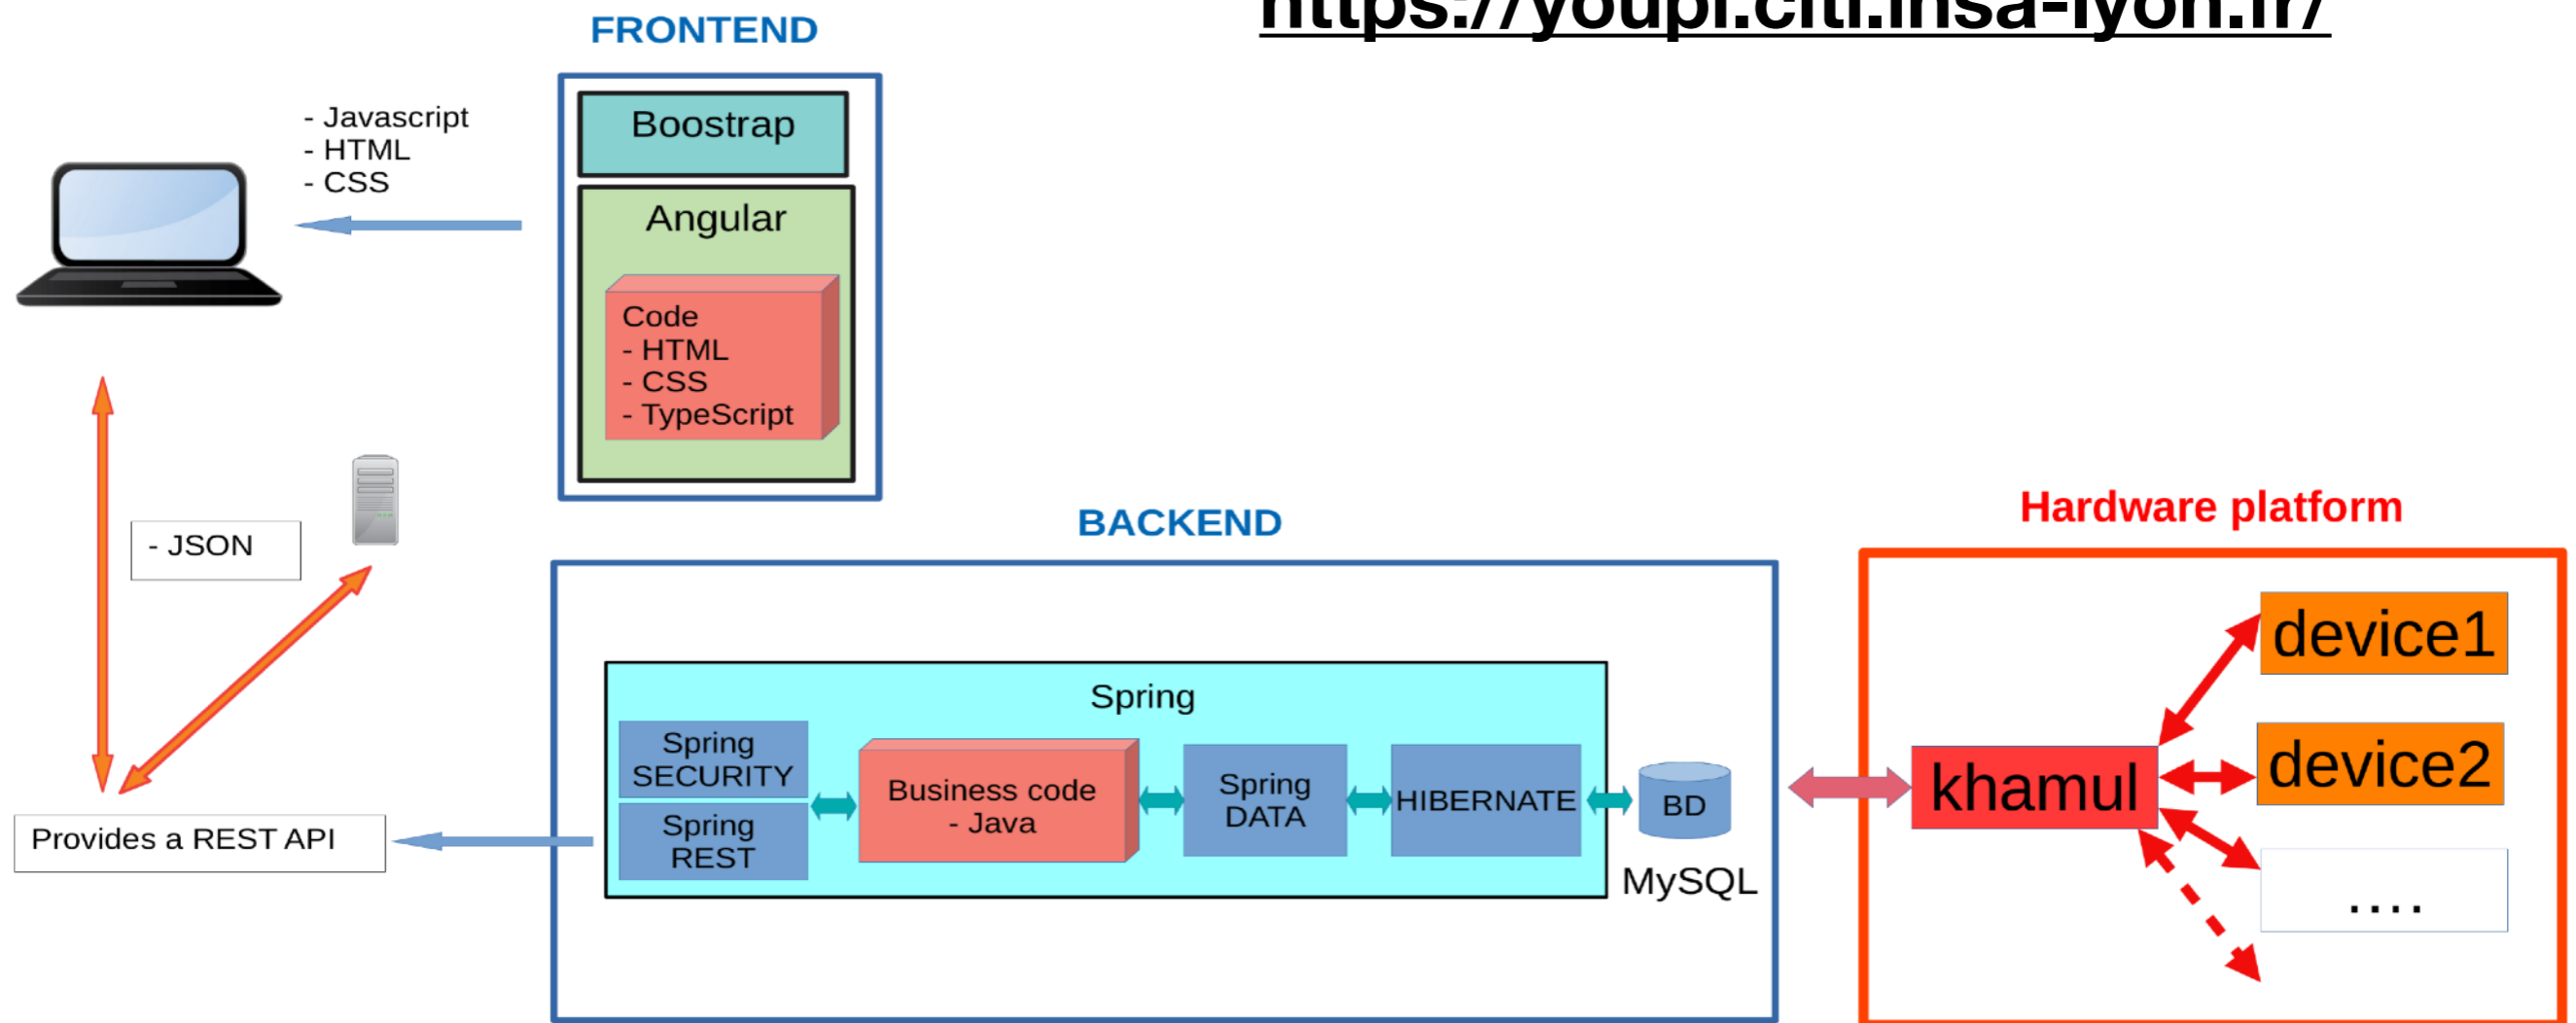 https://youpi.citi.insa-lyon.fr/
FRONTEND
- Javascript
- HTML
- CSS
Boostrap
Angular
Code
- HTML
- CSS
- TypeScript
- JSON
Provides a REST API
BACKEND
Spring
Spring
SECURITY
Spring
REST
Business code
- Java
Spring
DATA
HIBERNATE
BD
MySQL
Hardware platform
khamul
device1
device2
....